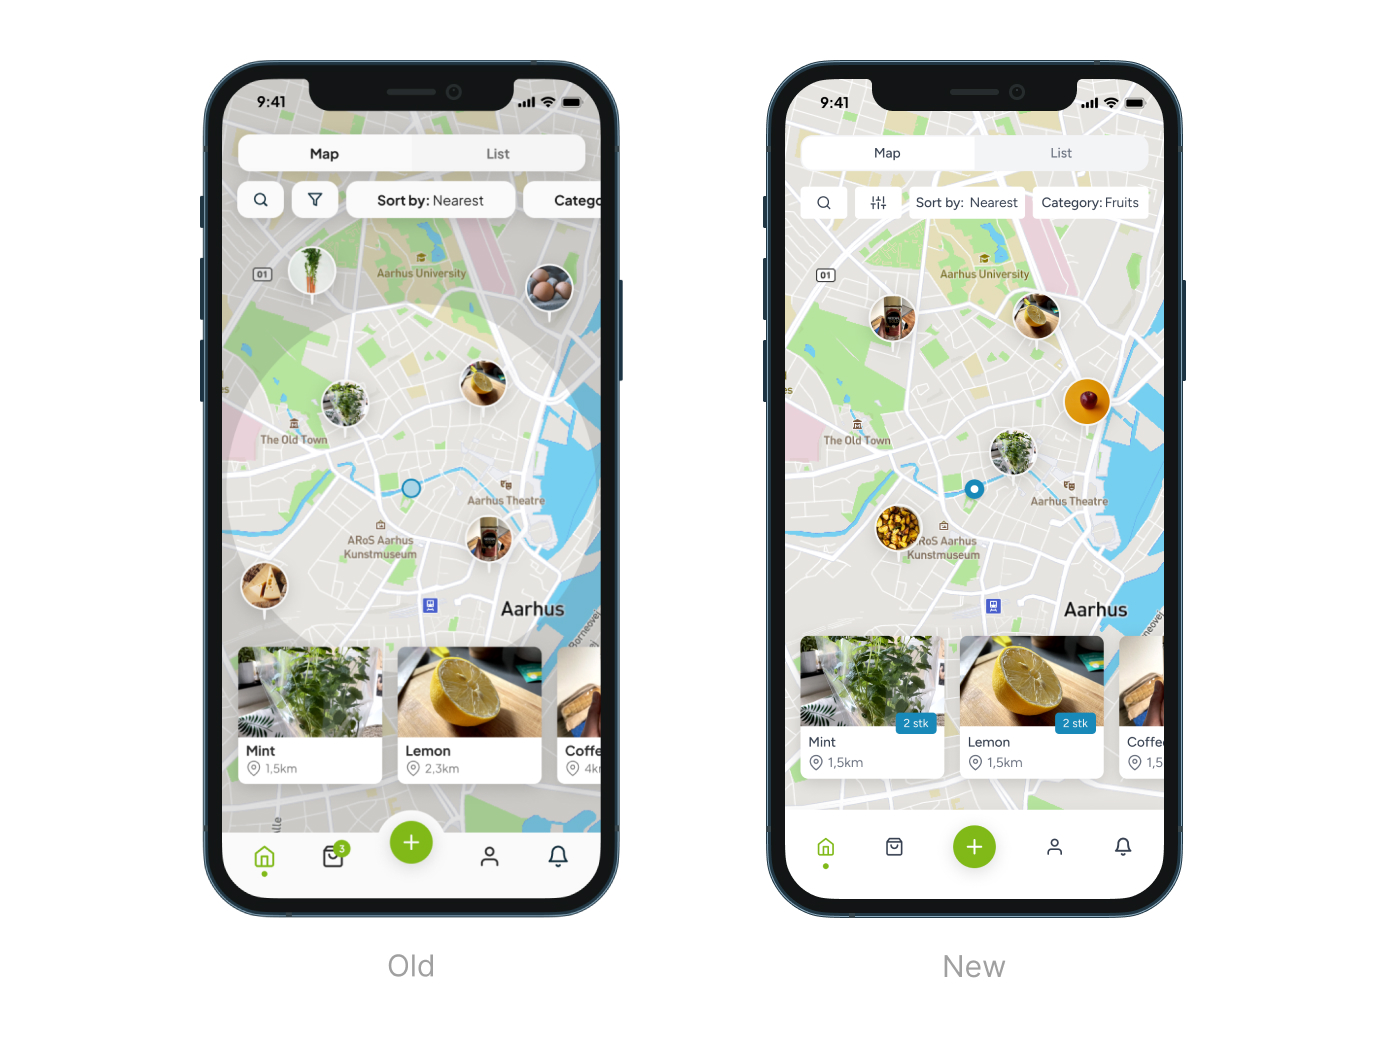 9:41
Map
List
Sort by: Nearest
Catego
01
Aarhus University
The Old Town
Aarhus Theatre
ARoS Aarhus
Kunstmuseum
Aarhus
Mint
1,5km
Lemon
2,3km
Coffe
4k
3
Old
9:41
Map
List
Sort by: Nearest
Category: Fruits
01
Aarhus University
The Old Town
Aarhus Theatre
ARoS Aarhus
Kunstmuseum
Aarhus
2 stk
2 stk
Mint
1,5km
Lemon
1,5km
Coffe
1,5
New